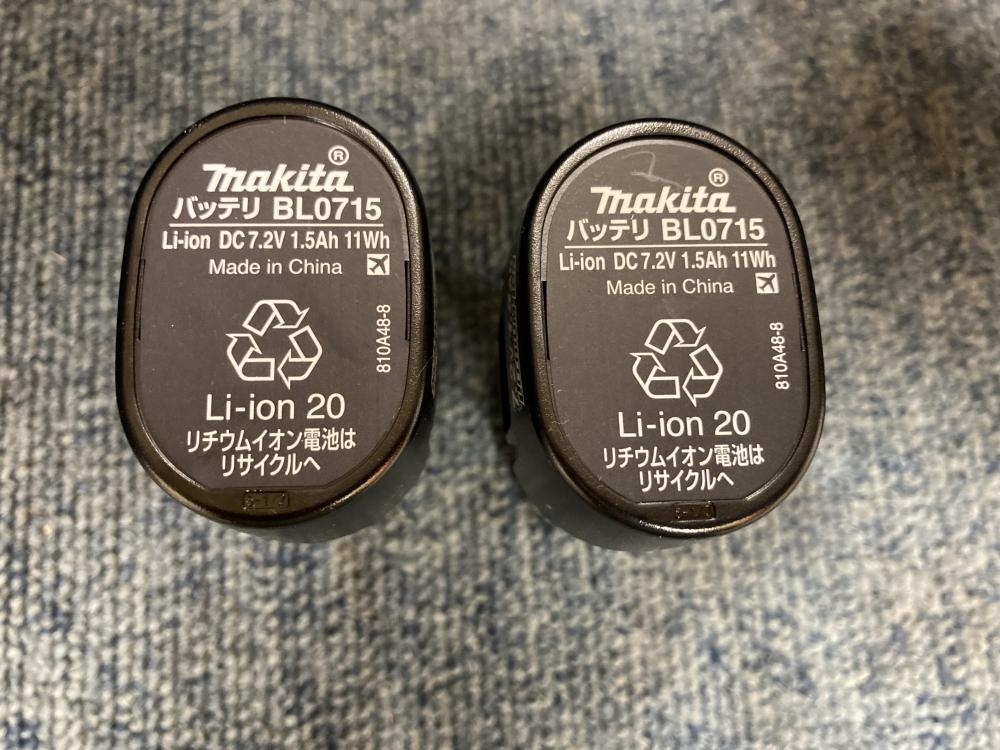 makita®
バッテリ BL0715
Li-ion DC 7.2V 1.5Ah 11Wh
Made in China
810A48-8
Li-ion 20
リチウムイオン電池は
リサイクルへ
makita®
バッテリ BL0715
Li-ion DC 7.2V 1.5Ah 11Wh
Made in China
810A48-8
Li-ion 20
リチウムイオン電池は
リサイクルへ